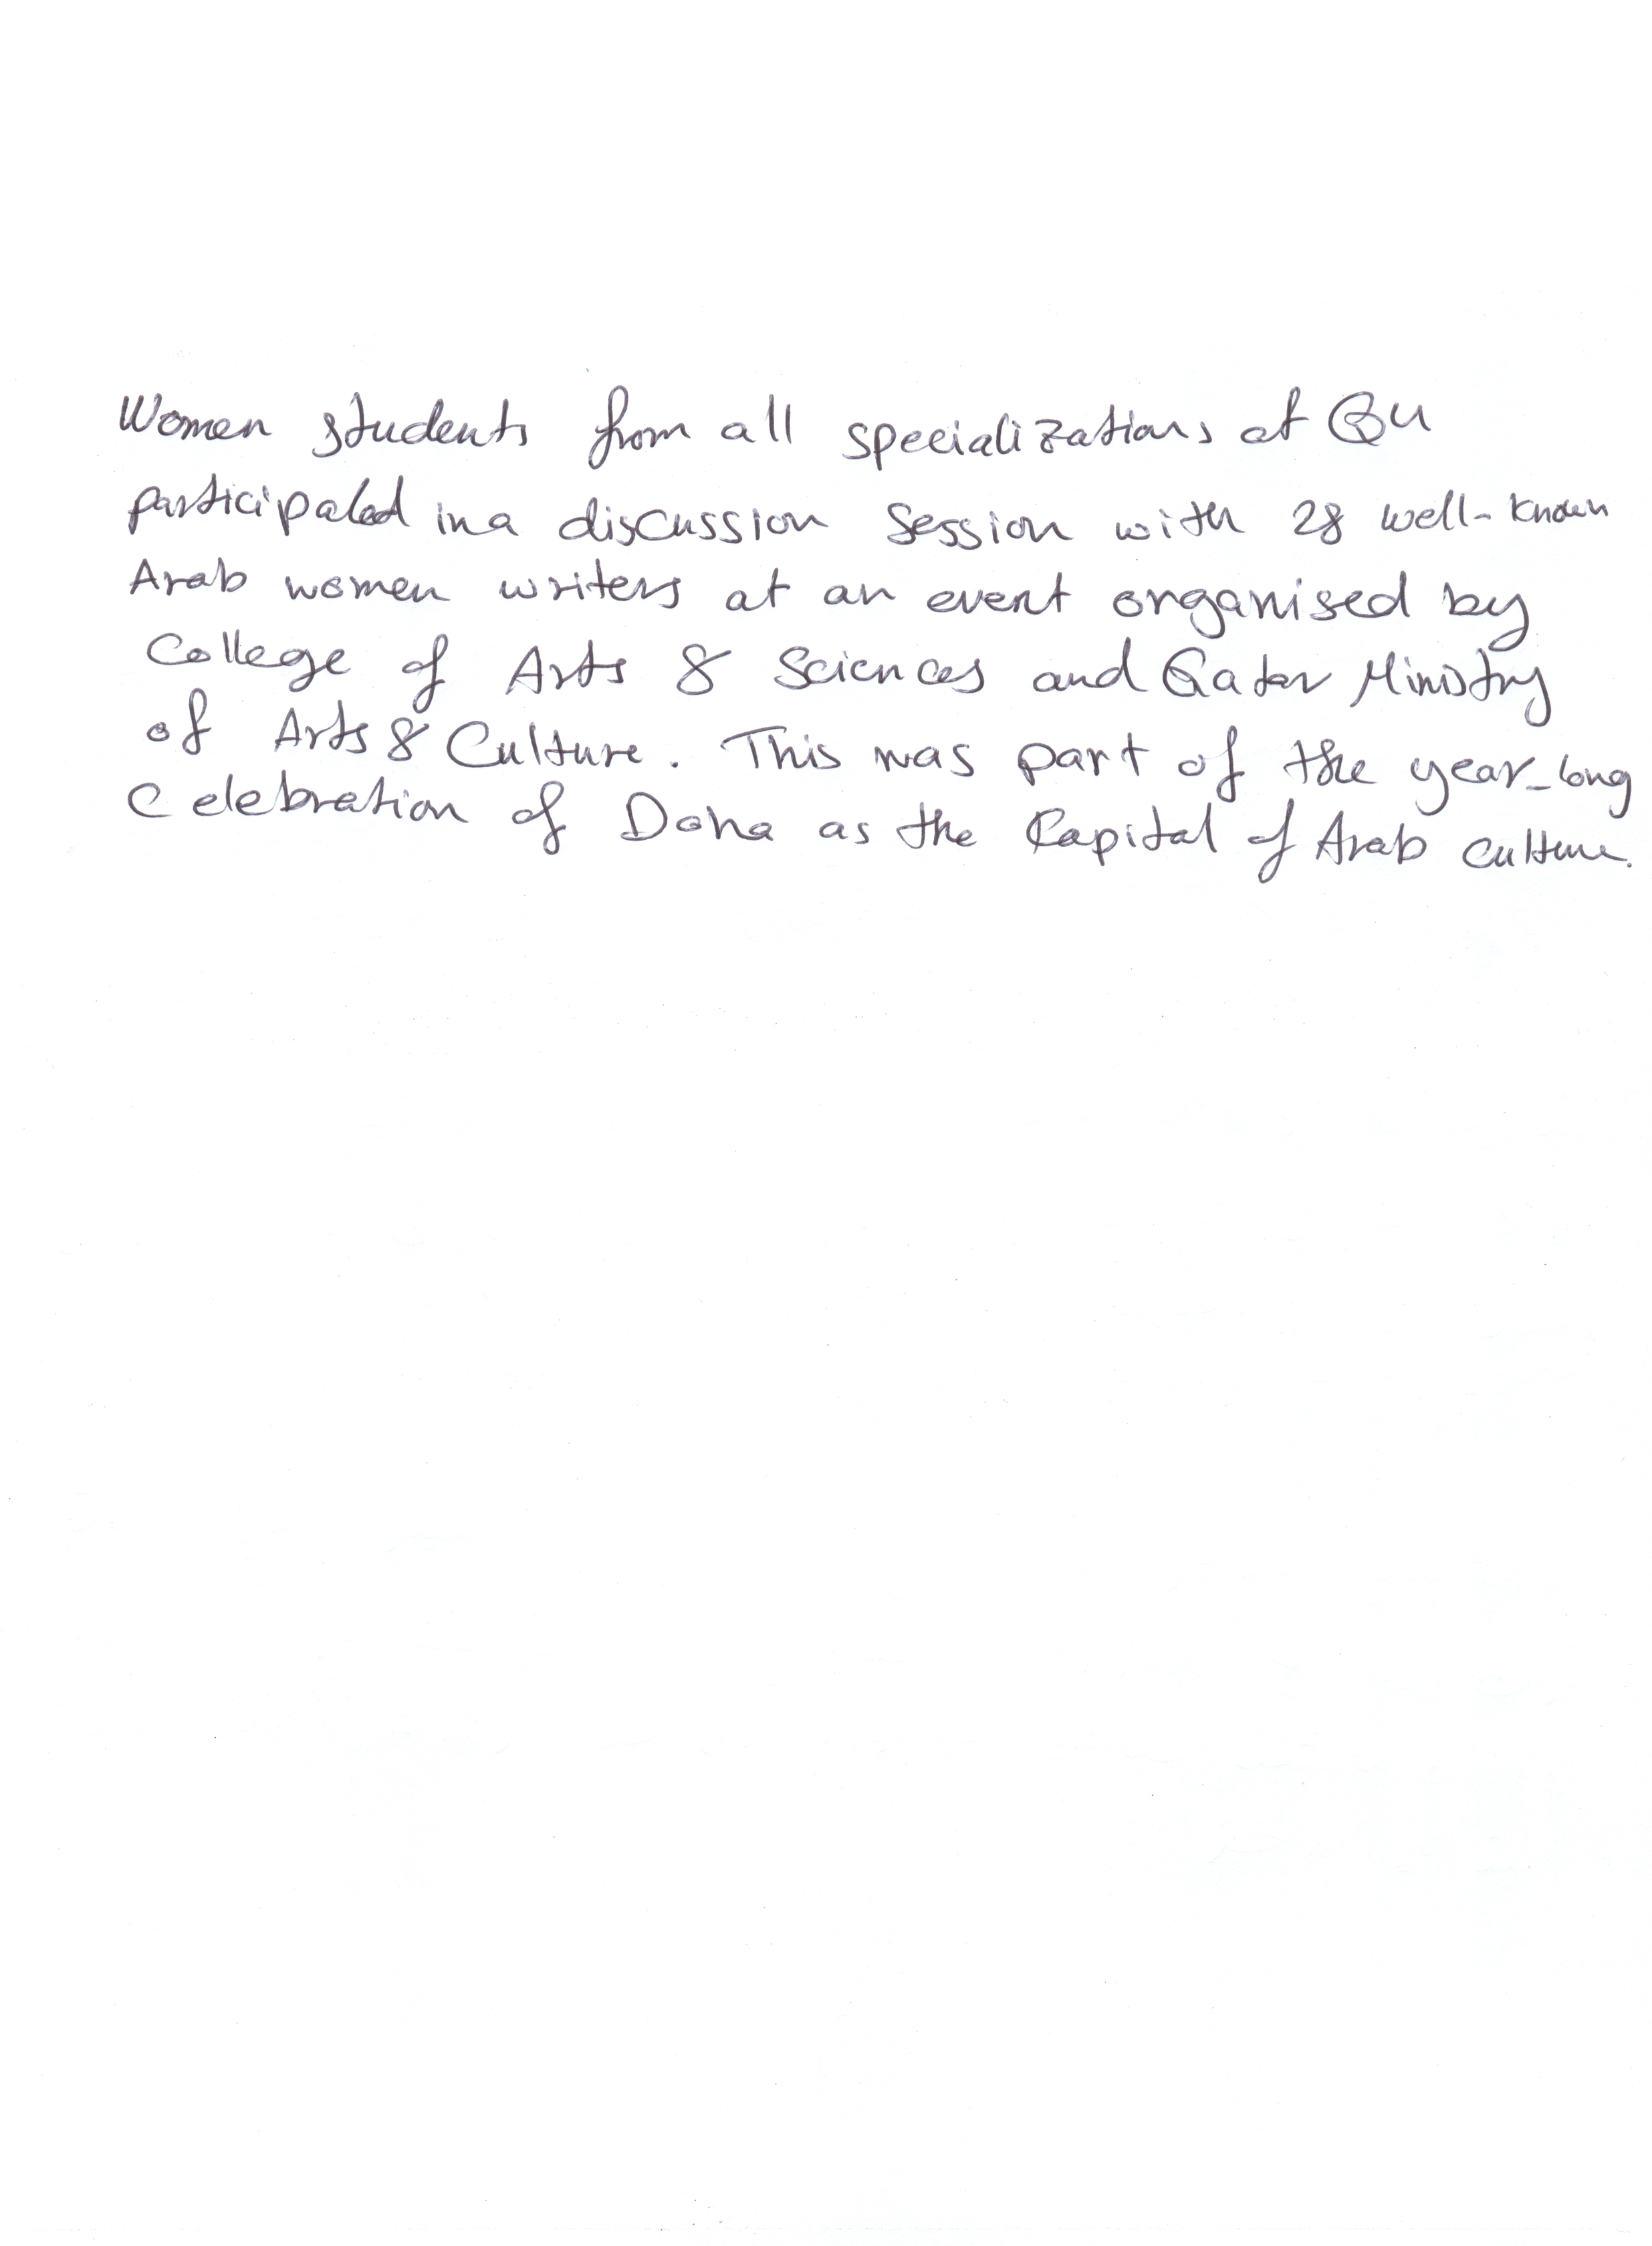 Women students from all specializations at QU
participated in a discussion session with 28 well-known
Arab women writers at an event organised by
College of Arts & Sciences and Qatar Ministry
of Arts & Culture. This was part of the year-long
Celebration of Doha as the Capital of Arab culture.